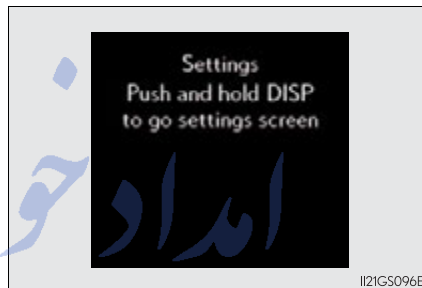 Settings
Push and hold DISP
to go settings screen
امداد خو
II21GS096E